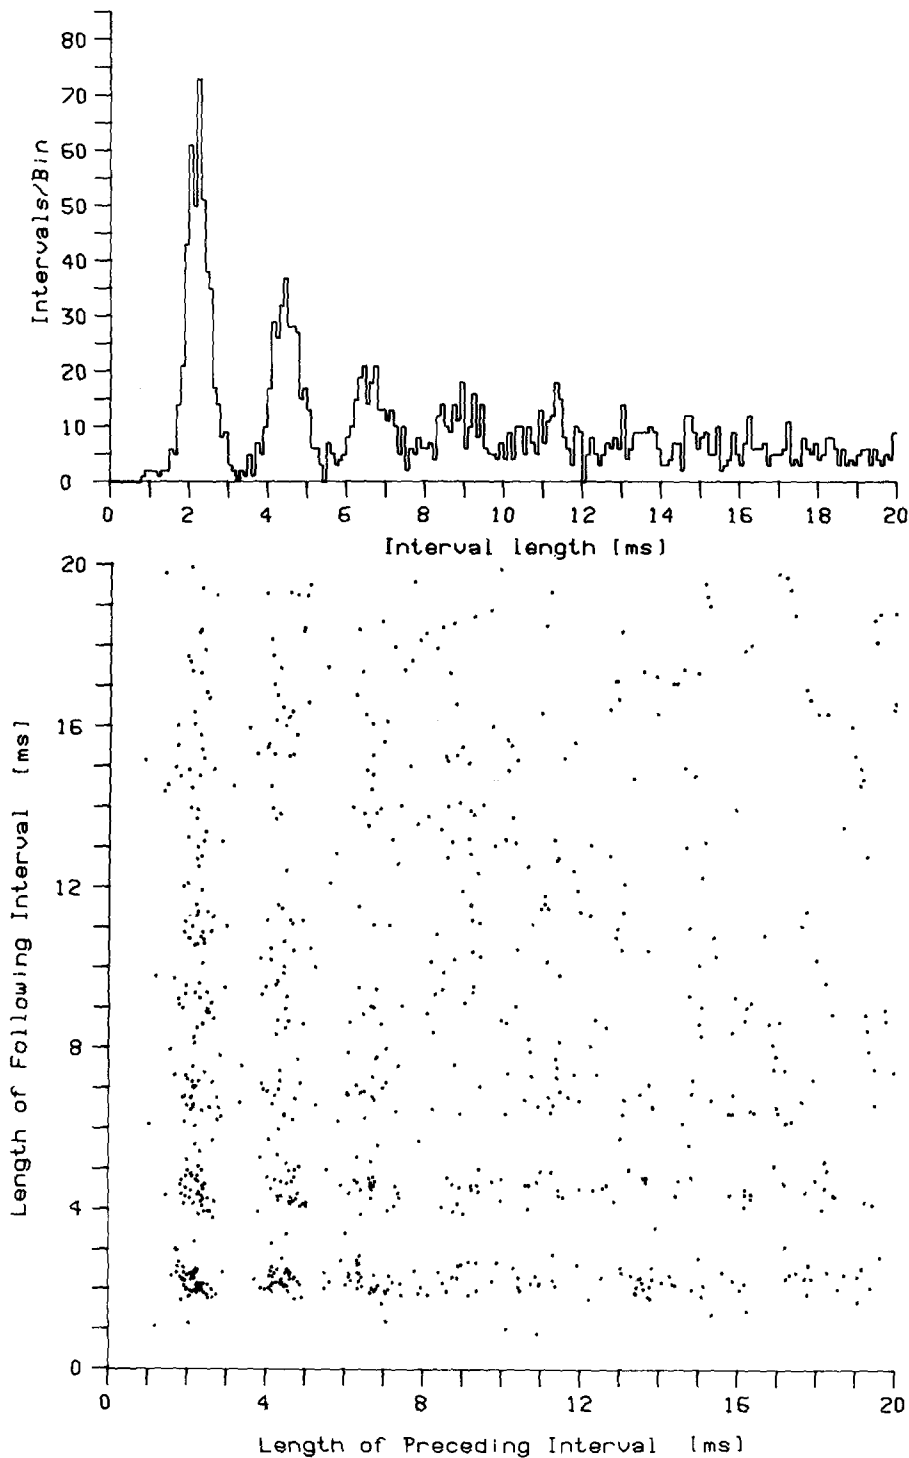 80
70
60
50
40
30
20
10
0
Intervals/Bin
0 2 4 6 8 10 12 14 16 18 20
Interval length [ms]
20
16
12
8
4
0
Length of Following Interval [ms]
0 4 8 12 16 20
Length of Preceding Interval [ms]